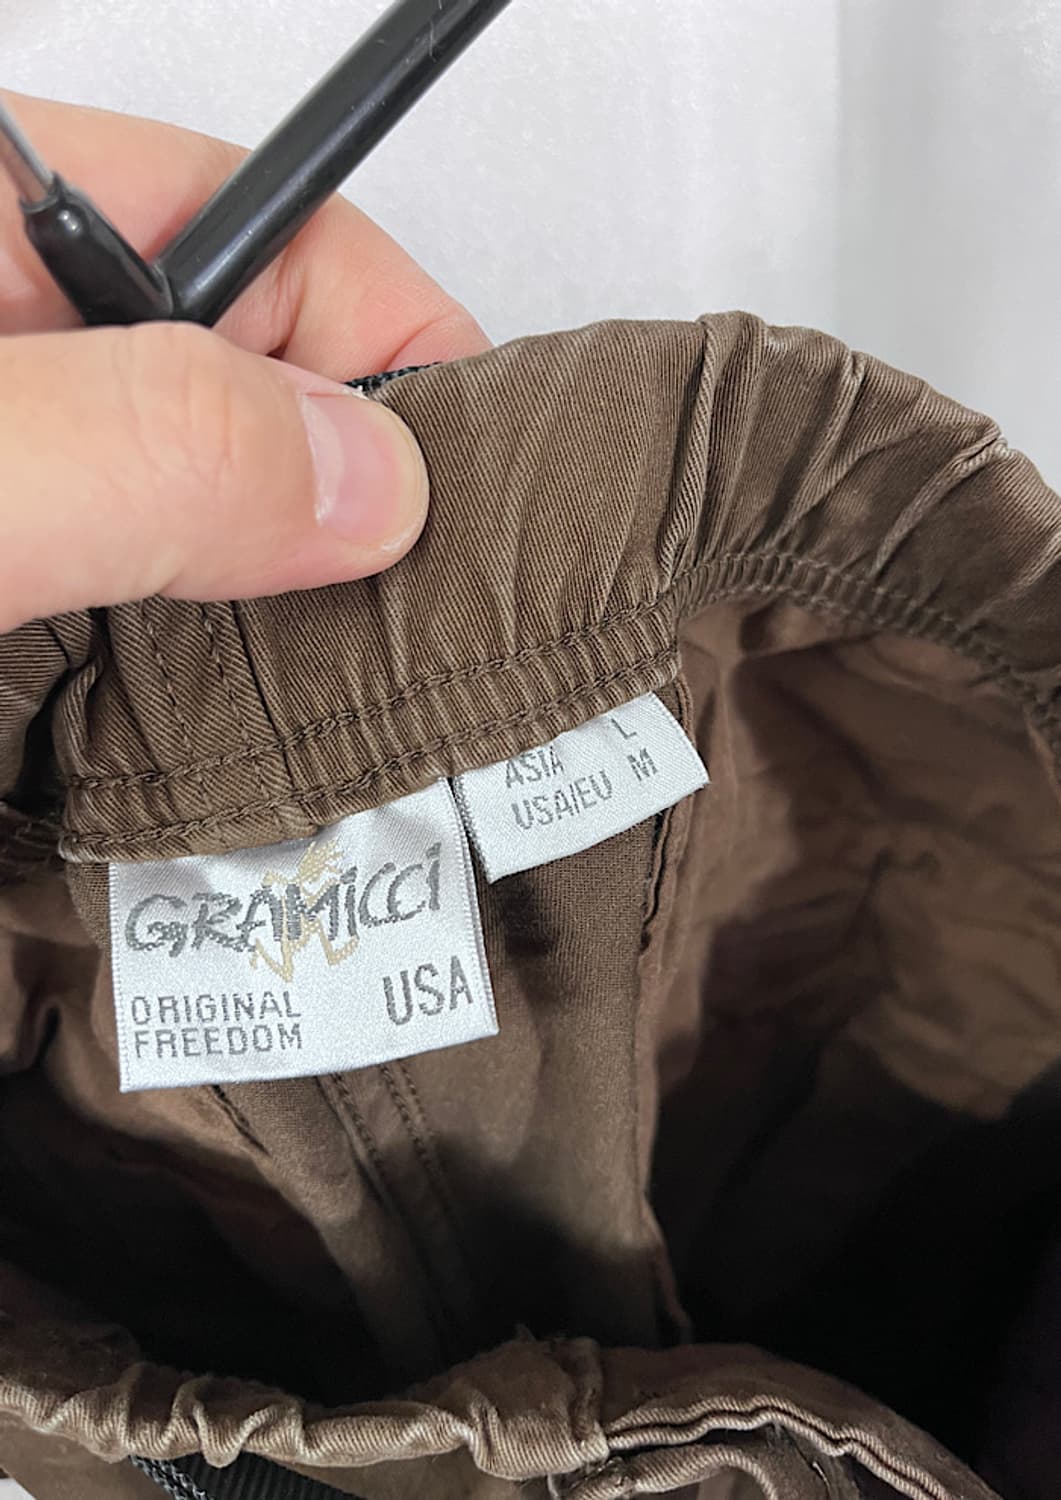 GRAMICCI
ORIGINAL
FREEDOM
USA
ASIA L
USA/EU M